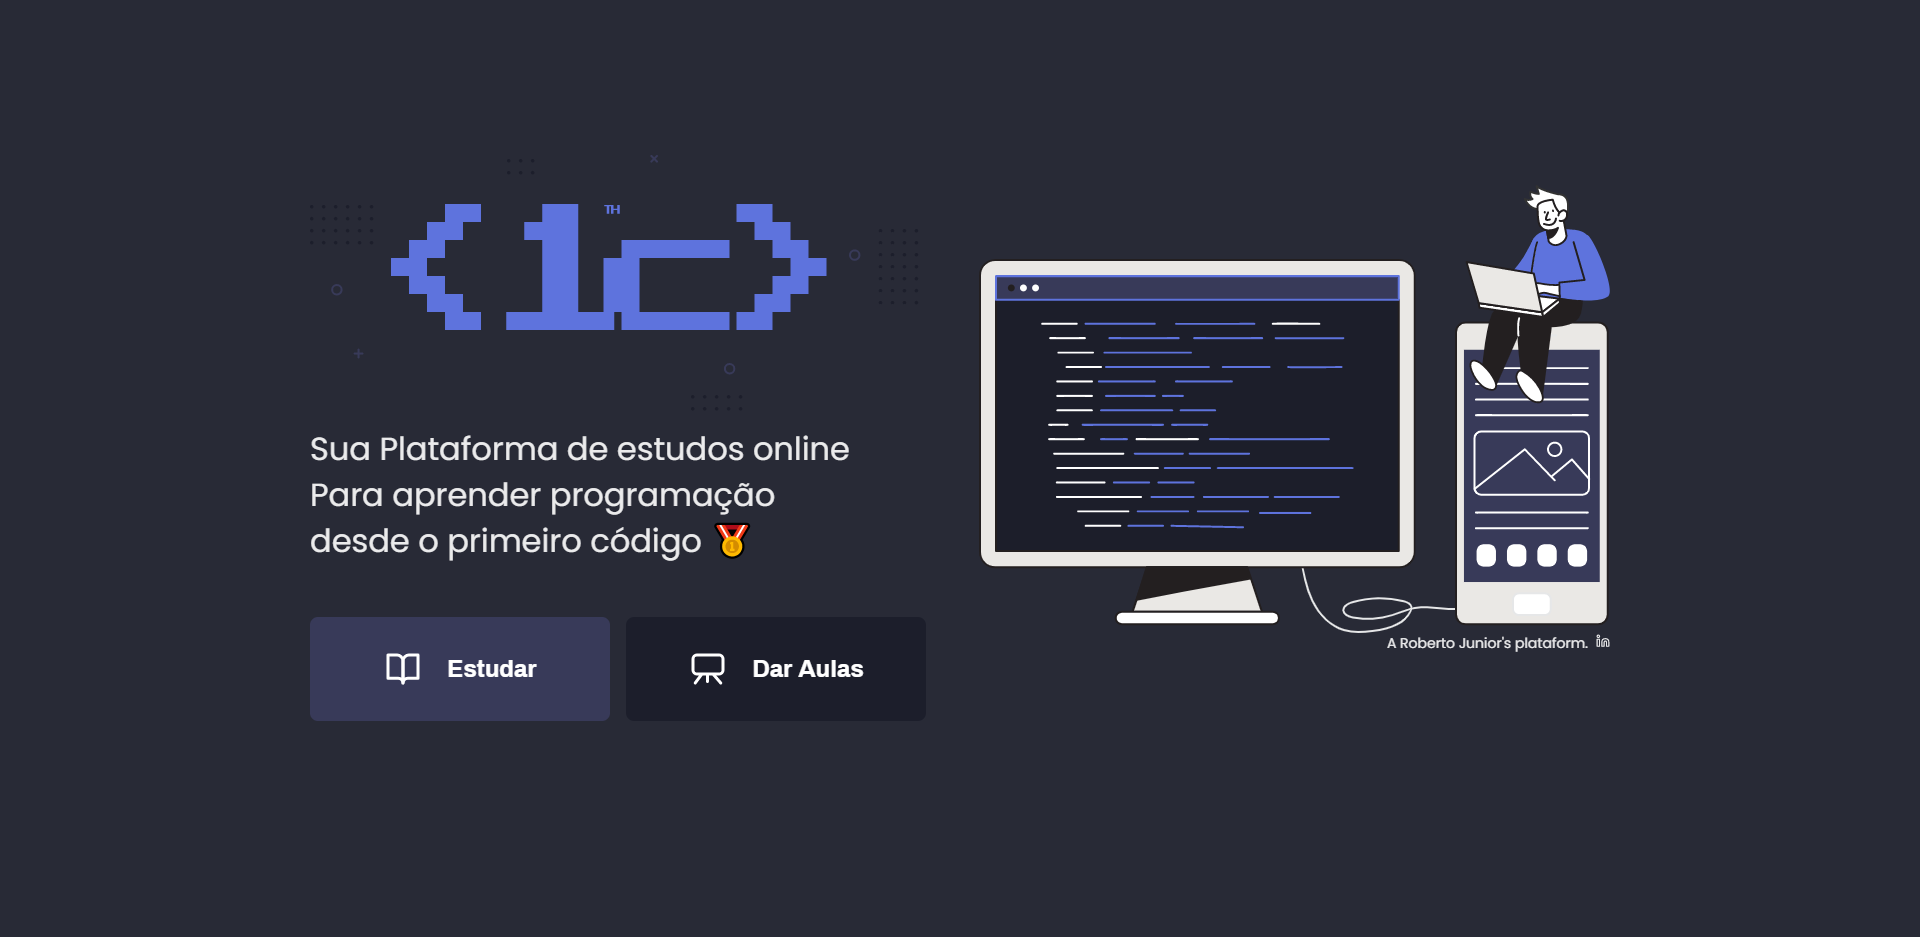 <1c>
TH
Sua Plataforma de estudos online
Para aprender programação
desde o primeiro código 🥇
Estudar
Dar Aulas
A Roberto Junior's plataform. in